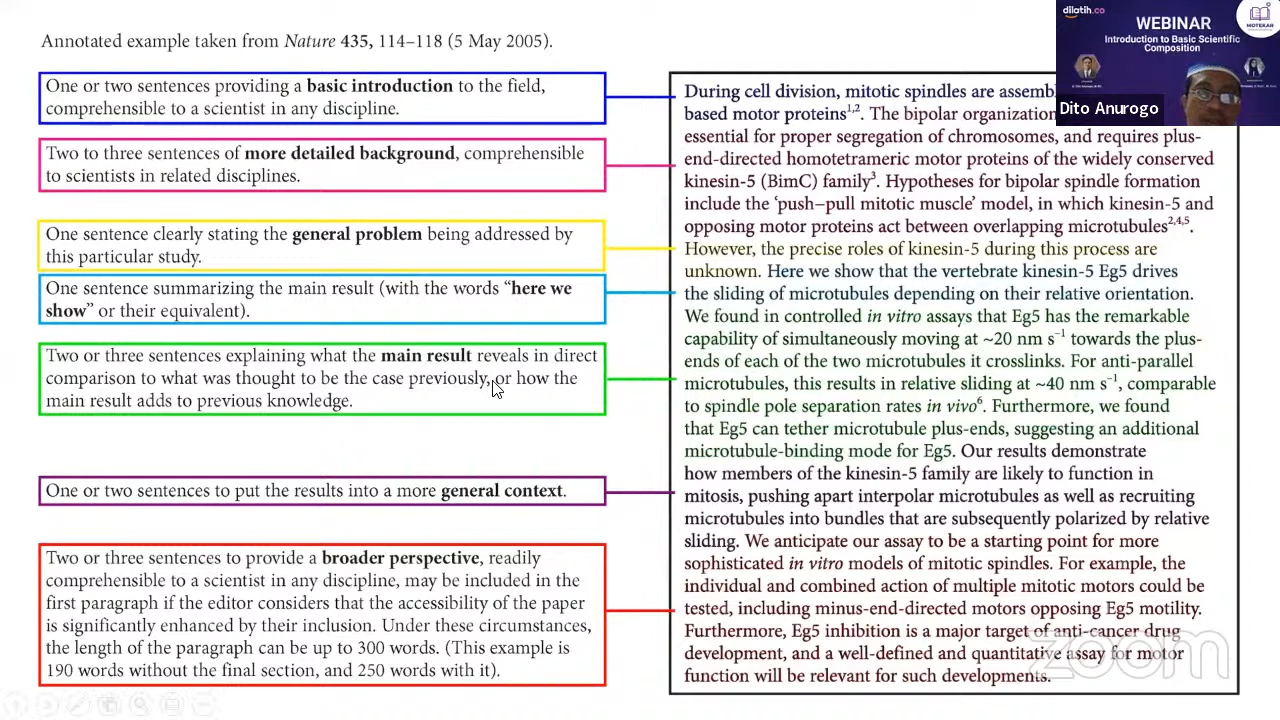 dilatih.co
MOTEKAR
WEBINAR
Introduction to Basic Scientific
Composition
Dito Anurogo
Annotated example taken from Nature 435, 114–118 (5 May 2005).
One or two sentences providing a basic introduction to the field,
comprehensible to a scientist in any discipline.
Two to three sentences of more detailed background, comprehensible
to scientists in related disciplines.
One sentence clearly stating the general problem being addressed by
this particular study.
One sentence summarizing the main result (with the words “here we
show” or their equivalent).
Two or three sentences explaining what the main result reveals in direct
comparison to what was thought to be the case previously, or how the
main result adds to previous knowledge.
One or two sentences to put the results into a more general context.
Two or three sentences to provide a broader perspective, readily
comprehensible to a scientist in any discipline, may be included in the
first paragraph if the editor considers that the accessibility of the paper
is significantly enhanced by their inclusion. Under these circumstances,
the length of the paragraph can be up to 300 words. (This example is
190 words without the final section, and 250 words with it).
During cell division, mitotic spindles are assemb
based motor proteins1,2. The bipolar organization
essential for proper segregation of chromosomes, and requires plus-
end-directed homotetrameric motor proteins of the widely conserved
kinesin-5 (BimC) family3. Hypotheses for bipolar spindle formation
include the ‘push–pull mitotic muscle’ model, in which kinesin-5 and
opposing motor proteins act between overlapping microtubules2,4,5.
However, the precise roles of kinesin-5 during this process are
unknown. Here we show that the vertebrate kinesin-5 Eg5 drives
the sliding of microtubules depending on their relative orientation.
We found in controlled in vitro assays that Eg5 has the remarkable
capability of simultaneously moving at ~20 nm s−1 towards the plus-
ends of each of the two microtubules it crosslinks. For anti-parallel
microtubules, this results in relative sliding at ~40 nm s−1, comparable
to spindle pole separation rates in vivo6. Furthermore, we found
that Eg5 can tether microtubule plus-ends, suggesting an additional
microtubule-binding mode for Eg5. Our results demonstrate
how members of the kinesin-5 family are likely to function in
mitosis, pushing apart interpolar microtubules as well as recruiting
microtubules into bundles that are subsequently polarized by relative
sliding. We anticipate our assay to be a starting point for more
sophisticated in vitro models of mitotic spindles. For example, the
individual and combined action of multiple mitotic motors could be
tested, including minus-end-directed motors opposing Eg5 motility.
Furthermore, Eg5 inhibition is a major target of anti-cancer drug
development, and a well-defined and quantitative assay for motor
function will be relevant for such developments.
zoom